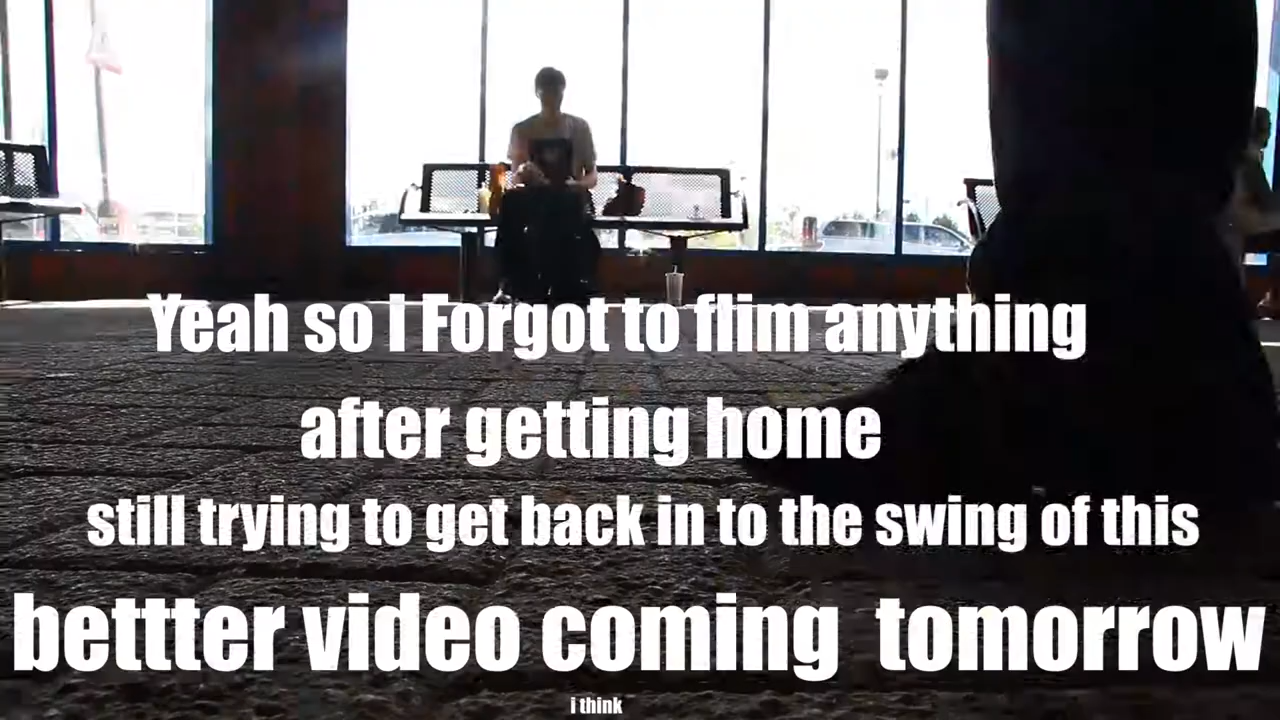 Yeah so I Forgot to flim anything
after getting home
still trying to get back in to the swing of this
bettter video coming tomorrow
i think